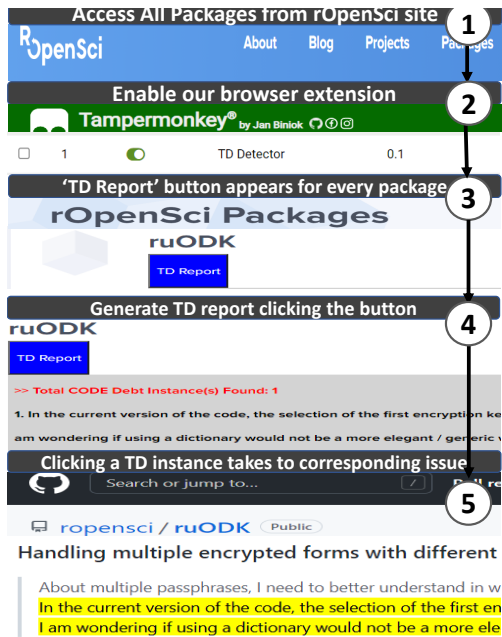 Access All Packages from rOpenSci site
1
ROpenSci About Blog Projects Packages
Enable our browser extension
2
Tampermonkey® by Jan Biniok
1 TD Detector 0.1
‘TD Report’ button appears for every package
3
rOpenSci Packages
ruODK
TD Report
Generate TD report clicking the button
4
ruODK
TD Report
>> Total CODE Debt Instance(s) Found: 1
1. In the current version of the code, the selection of the first encryption ke
am wondering if using a dictionary would not be a more elegant / generic
Clicking a TD instance takes to corresponding issue
5
Search or jump to... /
ropensci / ruODK Public
Handling multiple encrypted forms with different
About multiple passphrases, I need to better understand in w
In the current version of the code, the selection of the first en
I am wondering if using a dictionary would not be a more ele